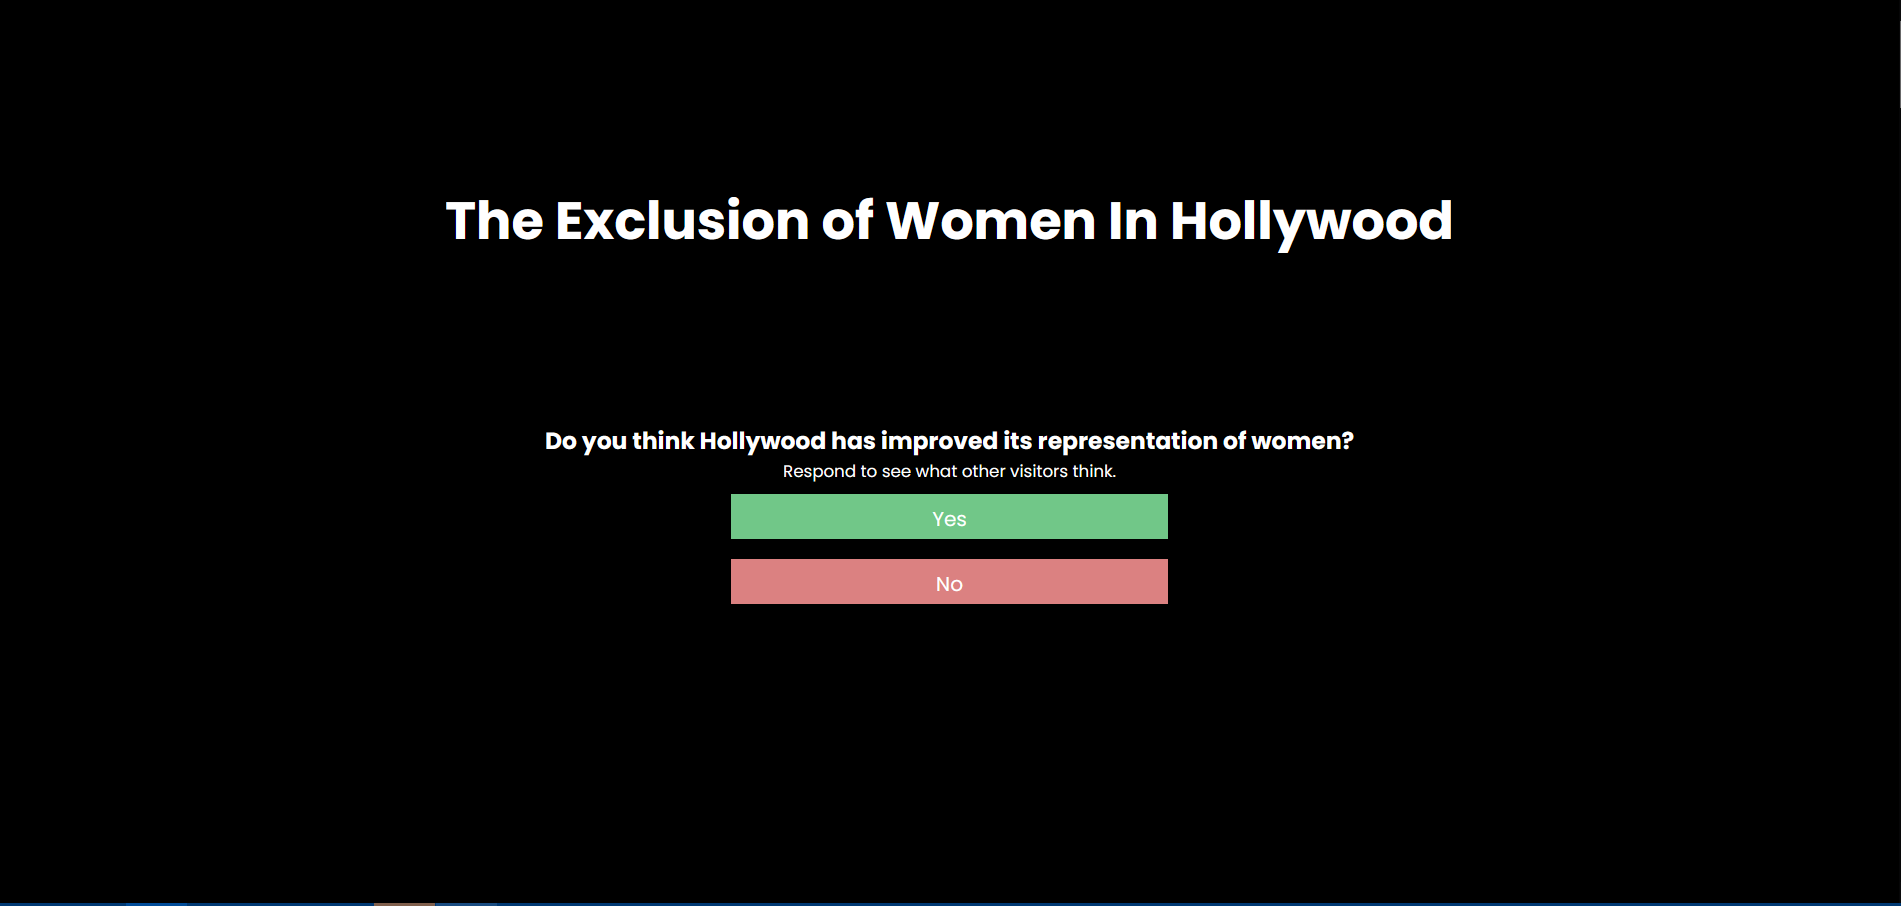 The Exclusion of Women In Hollywood
Do you think Hollywood has improved its representation of women?
Respond to see what other visitors think.
Yes
No